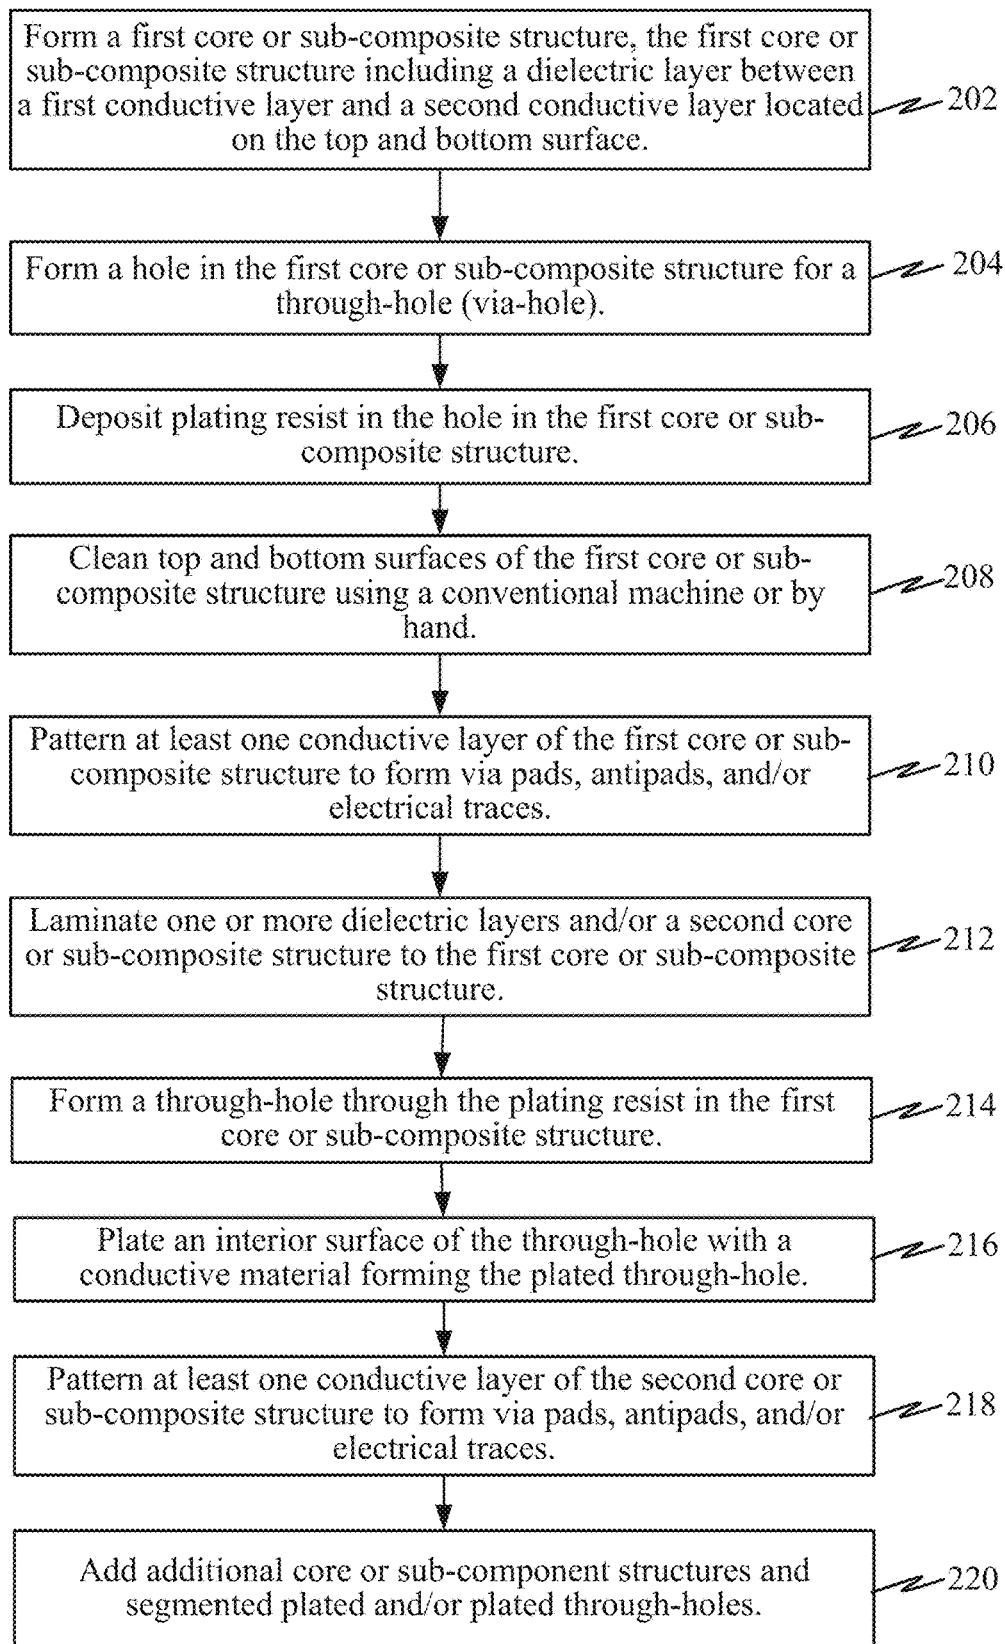 Form a first core or sub-composite structure, the first core or
sub-composite structure including a dielectric layer between
a first conductive layer and a second conductive layer located
on the top and bottom surface.
202
Form a hole in the first core or sub-composite structure for a
through-hole (via-hole).
204
Deposit plating resist in the hole in the first core or sub-
composite structure.
206
Clean top and bottom surfaces of the first core or sub-
composite structure using a conventional machine or by
hand.
208
Pattern at least one conductive layer of the first core or sub-
composite structure to form via pads, antipads, and/or
electrical traces.
210
Laminate one or more dielectric layers and/or a second core
or sub-composite structure to the first core or sub-composite
structure.
212
Form a through-hole through the plating resist in the first
core or sub-composite structure.
214
Plate an interior surface of the through-hole with a
conductive material forming the plated through-hole.
216
Pattern at least one conductive layer of the second core or
sub-composite structure to form via pads, antipads, and/or
electrical traces.
218
Add additional core or sub-component structures and
segmented plated and/or plated through-holes.
220